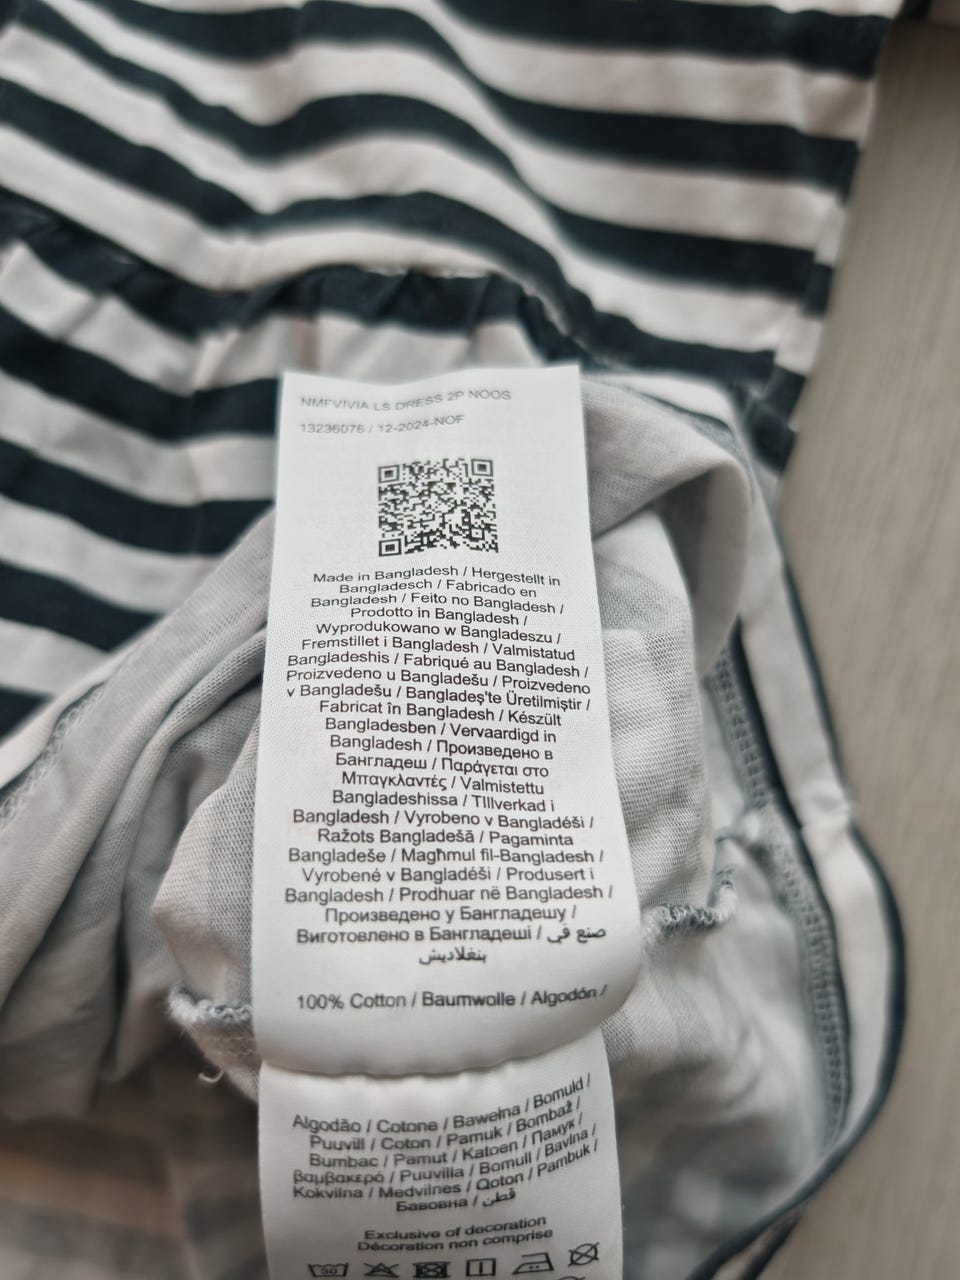 NMFVIVIA LS DRESS 2P NOOS
13236076 / 12-2024-NOF
Made in Bangladesh / Hergestellt in
Bangladesch / Fabricado en
Bangladesh / Feito no Bangladesh /
Prodotto in Bangladesh /
Wyprodukowano w Bangladeszu /
Fremstillet i Bangladesh / Valmistatud
Bangladeshis / Fabriqué au Bangladesh /
Proizvedeno u Bangladešu / Proizvedeno
v Bangladešu / Bangladeş'te Üretilmiştir /
Fabricat în Bangladesh / Készült
Bangladesben / Vervaardigd in
Bangladesh / Произведено в
Бангладеш / Παράγεται στο
Μπαγκλαντές / Valmistettu
Bangladeshissa / TIllverkad i
Bangladesh / Vyrobeno v Bangladéši /
Ražots Bangladešā / Pagaminta
Bangladeše / Magħmul fil-Bangladesh /
Vyrobené v Bangladéši / Produsert i
Bangladesh / Prodhuar në Bangladesh /
Произведено у Бангладешу /
Виготовлено в Бангладеші / صنع في
بنغلاديش
100% Cotton / Baumwolle / Algodón /
Algodão / Cotone / Bawełna / Bomuld /
Puuvill / Coton / Pamuk / Bombaž /
Bumbac / Pamut / Katoen / Памук /
βαμβακερό / Puuvilla / Bomull / Bavlna /
Kokvilna / Medvilnes / Qoton / Pambuk /
Бавовна / قطن
Exclusive of decoration
Décoration non comprise
30